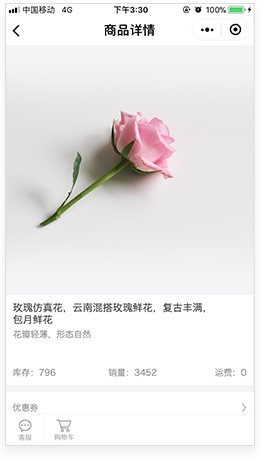 中国移动 4G 下午3:30 100%
商品详情
玫瑰仿真花，云南混搭玫瑰鲜花，复古丰满，
包月鲜花
花瓣轻薄，形态自然
库存：796 销量：3452 运费：0
优惠券
客服 购物车